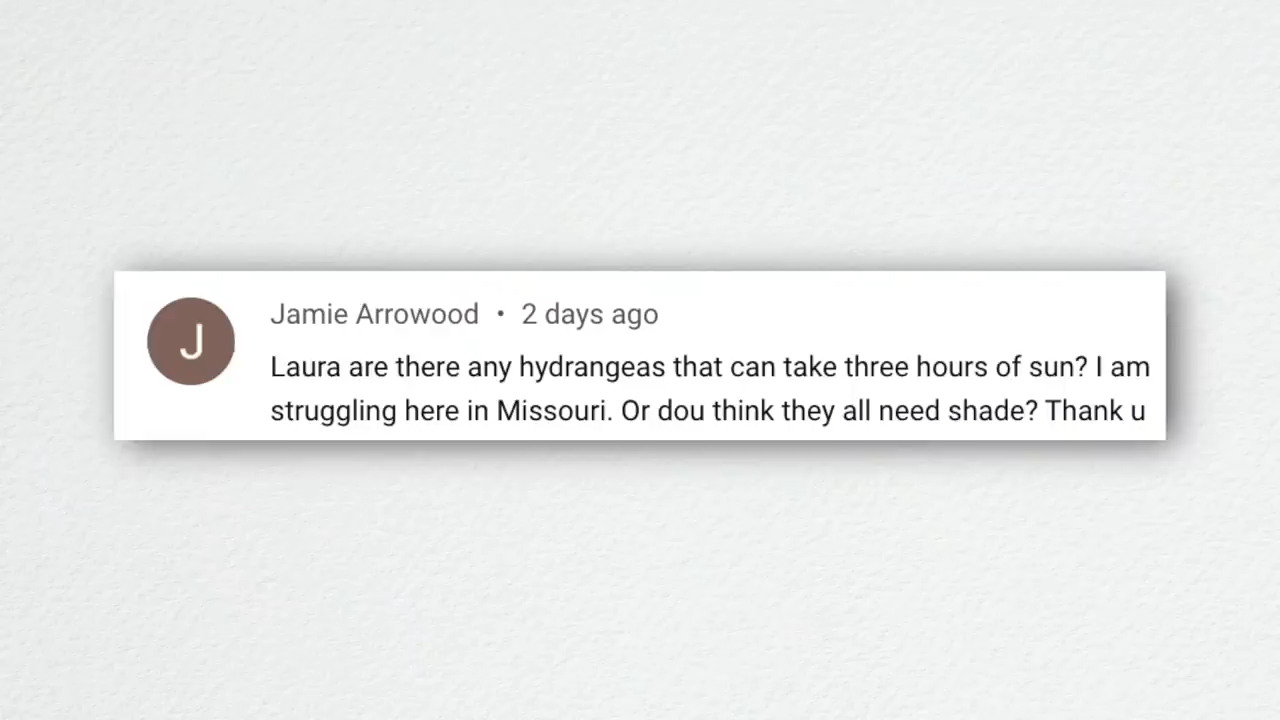 J
Jamie Arrowood • 2 days ago
Laura are there any hydrangeas that can take three hours of sun? I am
struggling here in Missouri. Or dou think they all need shade? Thank u